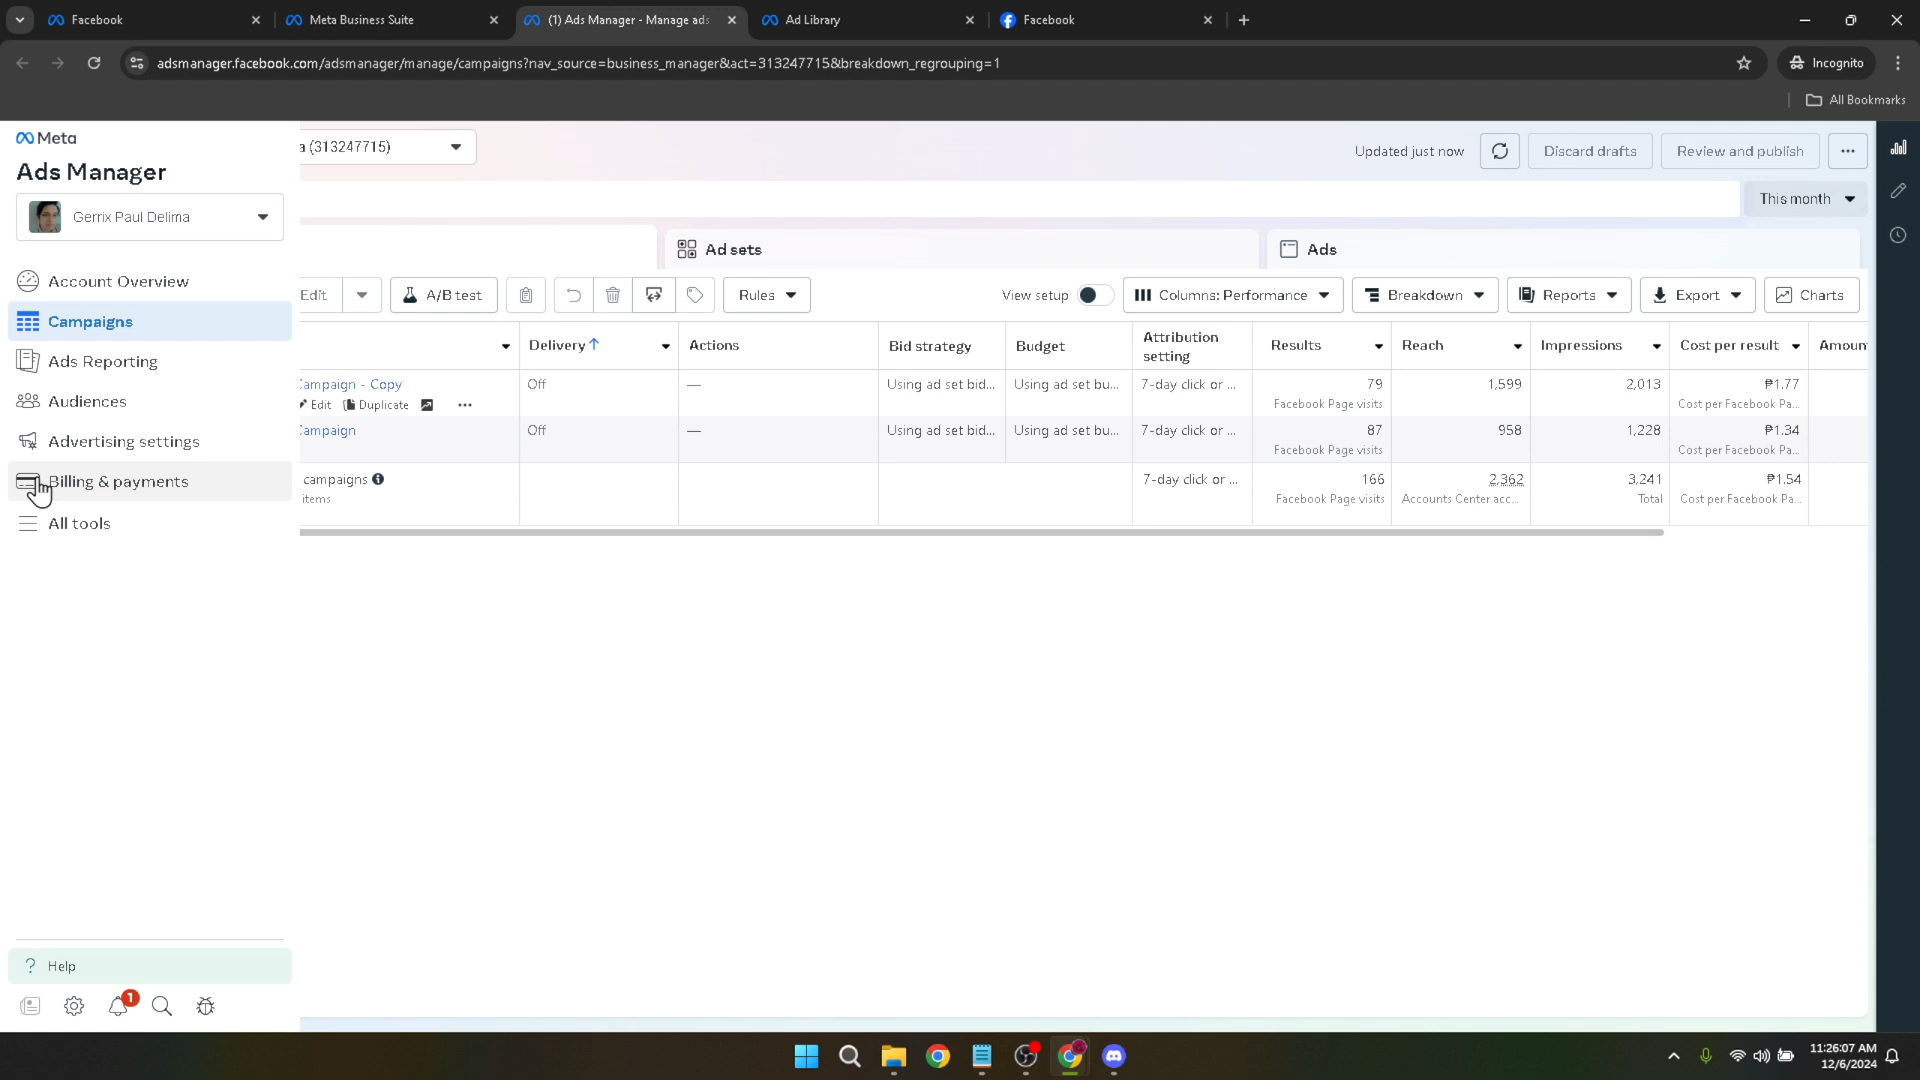 Facebook
Meta Business Suite
(1) Ads Manager - Manage ads
Ad Library
Facebook
adsmanager.facebook.com/adsmanager/manage/campaigns?nav_source=business_manager&act=313247715&breakdown_regrouping=1
Incognito
All Bookmarks
Meta
Ads Manager
Gerrix Paul Delima
Account Overview
Campaigns
Ads Reporting
Audiences
Advertising settings
Billing & payments
All tools
Help
1
a (313247715)
Updated just now
Discard drafts
Review and publish
This month
Ad sets
Ads
Edit
A/B test
Rules
View setup
Columns: Performance
Breakdown
Reports
Export
Charts
Delivery
Actions
Bid strategy
Budget
Attribution setting
Results
Reach
Impressions
Cost per result
Amoun
Campaign - Copy
Off
—
Using ad set bid...
Using ad set bu...
7-day click or ...
79
1,599
2,013
₱1.77
Edit
Duplicate
Facebook Page visits
Cost per Facebook Pa...
Campaign
Off
—
Using ad set bid...
Using ad set bu...
7-day click or ...
87
958
1,228
₱1.34
Facebook Page visits
Cost per Facebook Pa...
campaigns
7-day click or ...
166
2,362
3,241
₱1.54
items
Facebook Page visits
Accounts Center acc...
Total
Cost per Facebook Pa...
11:26:07 AM
12/6/2024